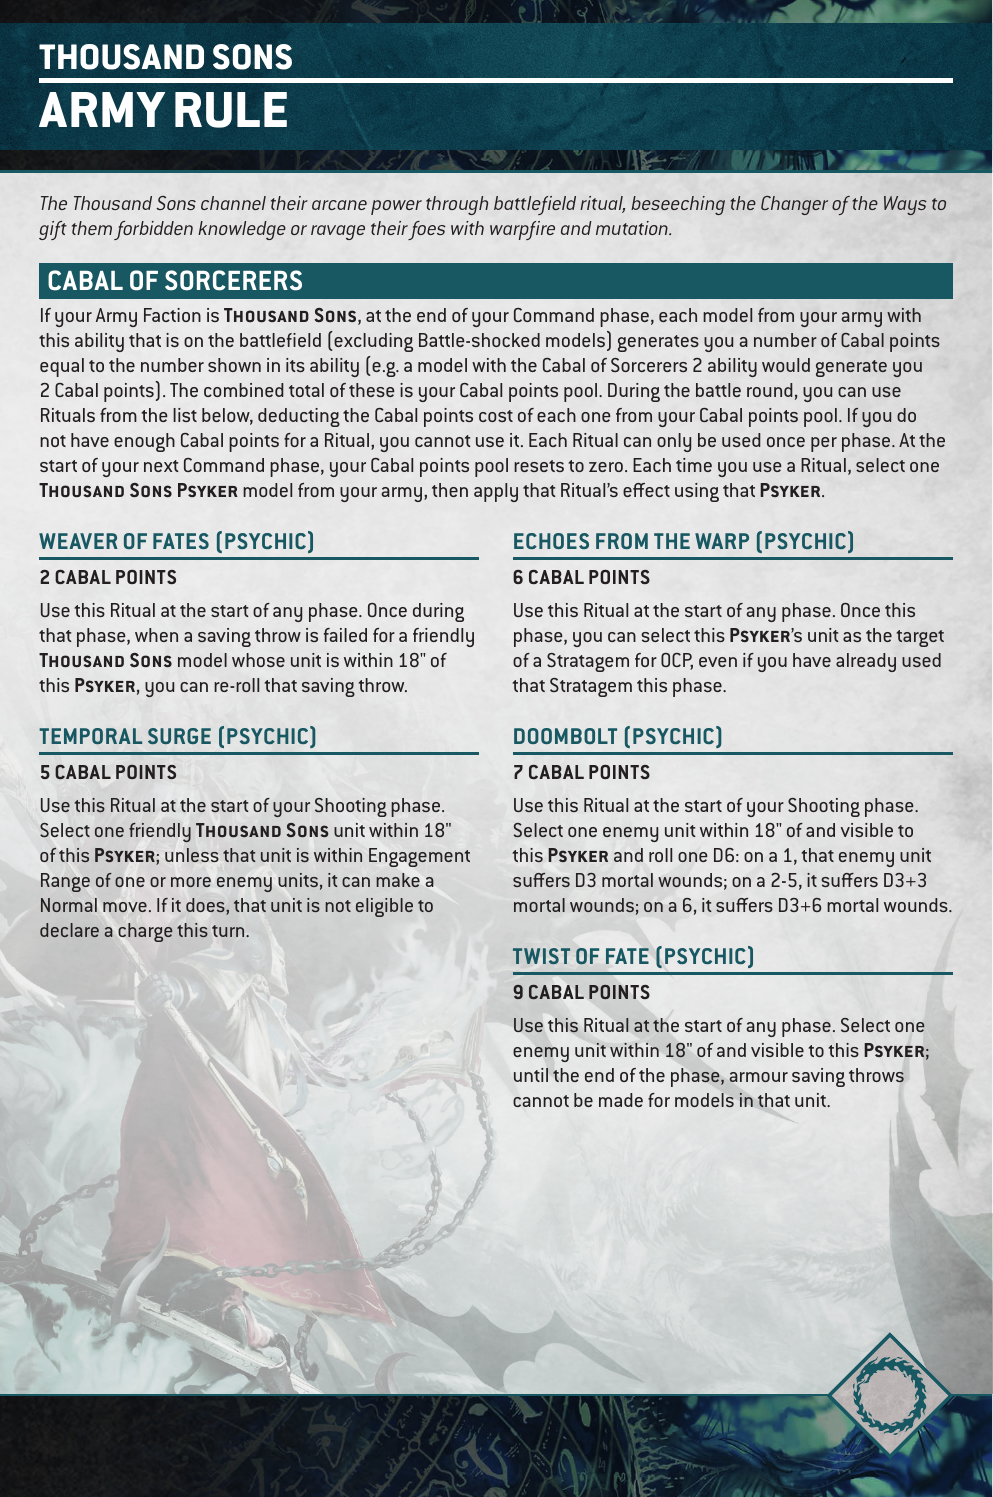 THOUSAND SONS
ARMY RULE
The Thousand Sons channel their arcane power through battlefield ritual, beseeching the Changer of the Ways to
gift them forbidden knowledge or ravage their foes with warpfire and mutation.
CABAL OF SORCERERS
If your Army Faction is THOUSAND SONS, at the end of your Command phase, each model from your army with
this ability that is on the battlefield (excluding Battle-shocked models) generates you a number of Cabal points
equal to the number shown in its ability (e.g. a model with the Cabal of Sorcerers 2 ability would generate you
2 Cabal points). The combined total of these is your Cabal points pool. During the battle round, you can use
Rituals from the list below, deducting the Cabal points cost of each one from your Cabal points pool. If you do
not have enough Cabal points for a Ritual, you cannot use it. Each Ritual can only be used once per phase. At the
start of your next Command phase, your Cabal points pool resets to zero. Each time you use a Ritual, select one
THOUSAND SONS PSYKER model from your army, then apply that Ritual's effect using that PSYKER.
WEAVER OF FATES (PSYCHIC)
2 CABAL POINTS
Use this Ritual at the start of any phase. Once during
that phase, when a saving throw is failed for a friendly
THOUSAND SONS model whose unit is within 18" of
this PSYKER, you can re-roll that saving throw.
TEMPORAL SURGE (PSYCHIC)
5 CABAL POINTS
Use this Ritual at the start of your Shooting phase.
Select one friendly THOUSAND SONS unit within 18"
of this PSYKER; unless that unit is within Engagement
Range of one or more enemy units, it can make a
Normal move. If it does, that unit is not eligible to
declare a charge this turn.
ECHOES FROM THE WARP (PSYCHIC)
6 CABAL POINTS
Use this Ritual at the start of any phase. Once this
phase, you can select this PSYKER's unit as the target
of a Stratagem for 0CP, even if you have already used
that Stratagem this phase.
DOOMBOLT (PSYCHIC)
7 CABAL POINTS
Use this Ritual at the start of your Shooting phase.
Select one enemy unit within 18" of and visible to
this PSYKER and roll one D6: on a 1, that enemy unit
suffers D3 mortal wounds; on a 2-5, it suffers D3+3
mortal wounds; on a 6, it suffers D3+6 mortal wounds.
TWIST OF FATE (PSYCHIC)
9 CABAL POINTS
Use this Ritual at the start of any phase. Select one
enemy unit within 18" of and visible to this PSYKER;
until the end of the phase, armour saving throws
cannot be made for models in that unit.